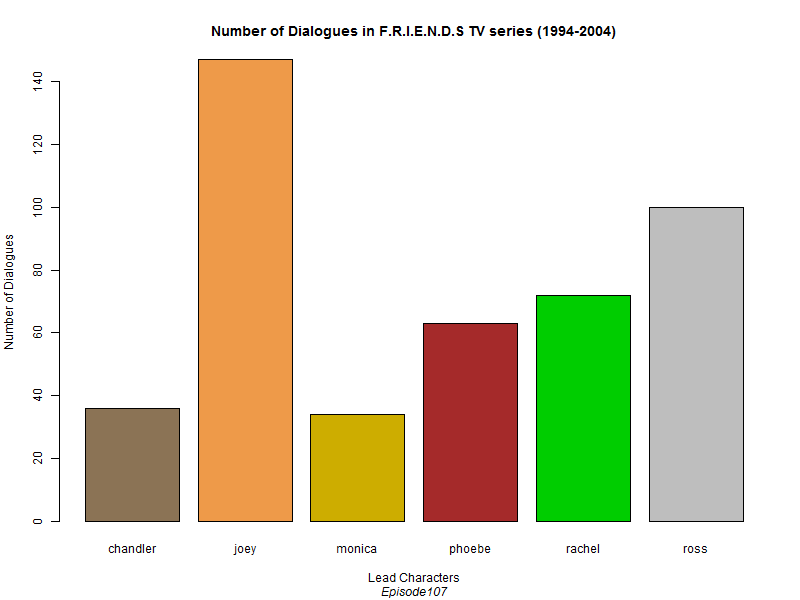 Number of Dialogues in F.R.I.E.N.D.S TV series (1994-2004)
Number of Dialogues
140
120
100
80
60
40
20
0
chandler joey monica phoebe rachel ross
Lead Characters
Episode107